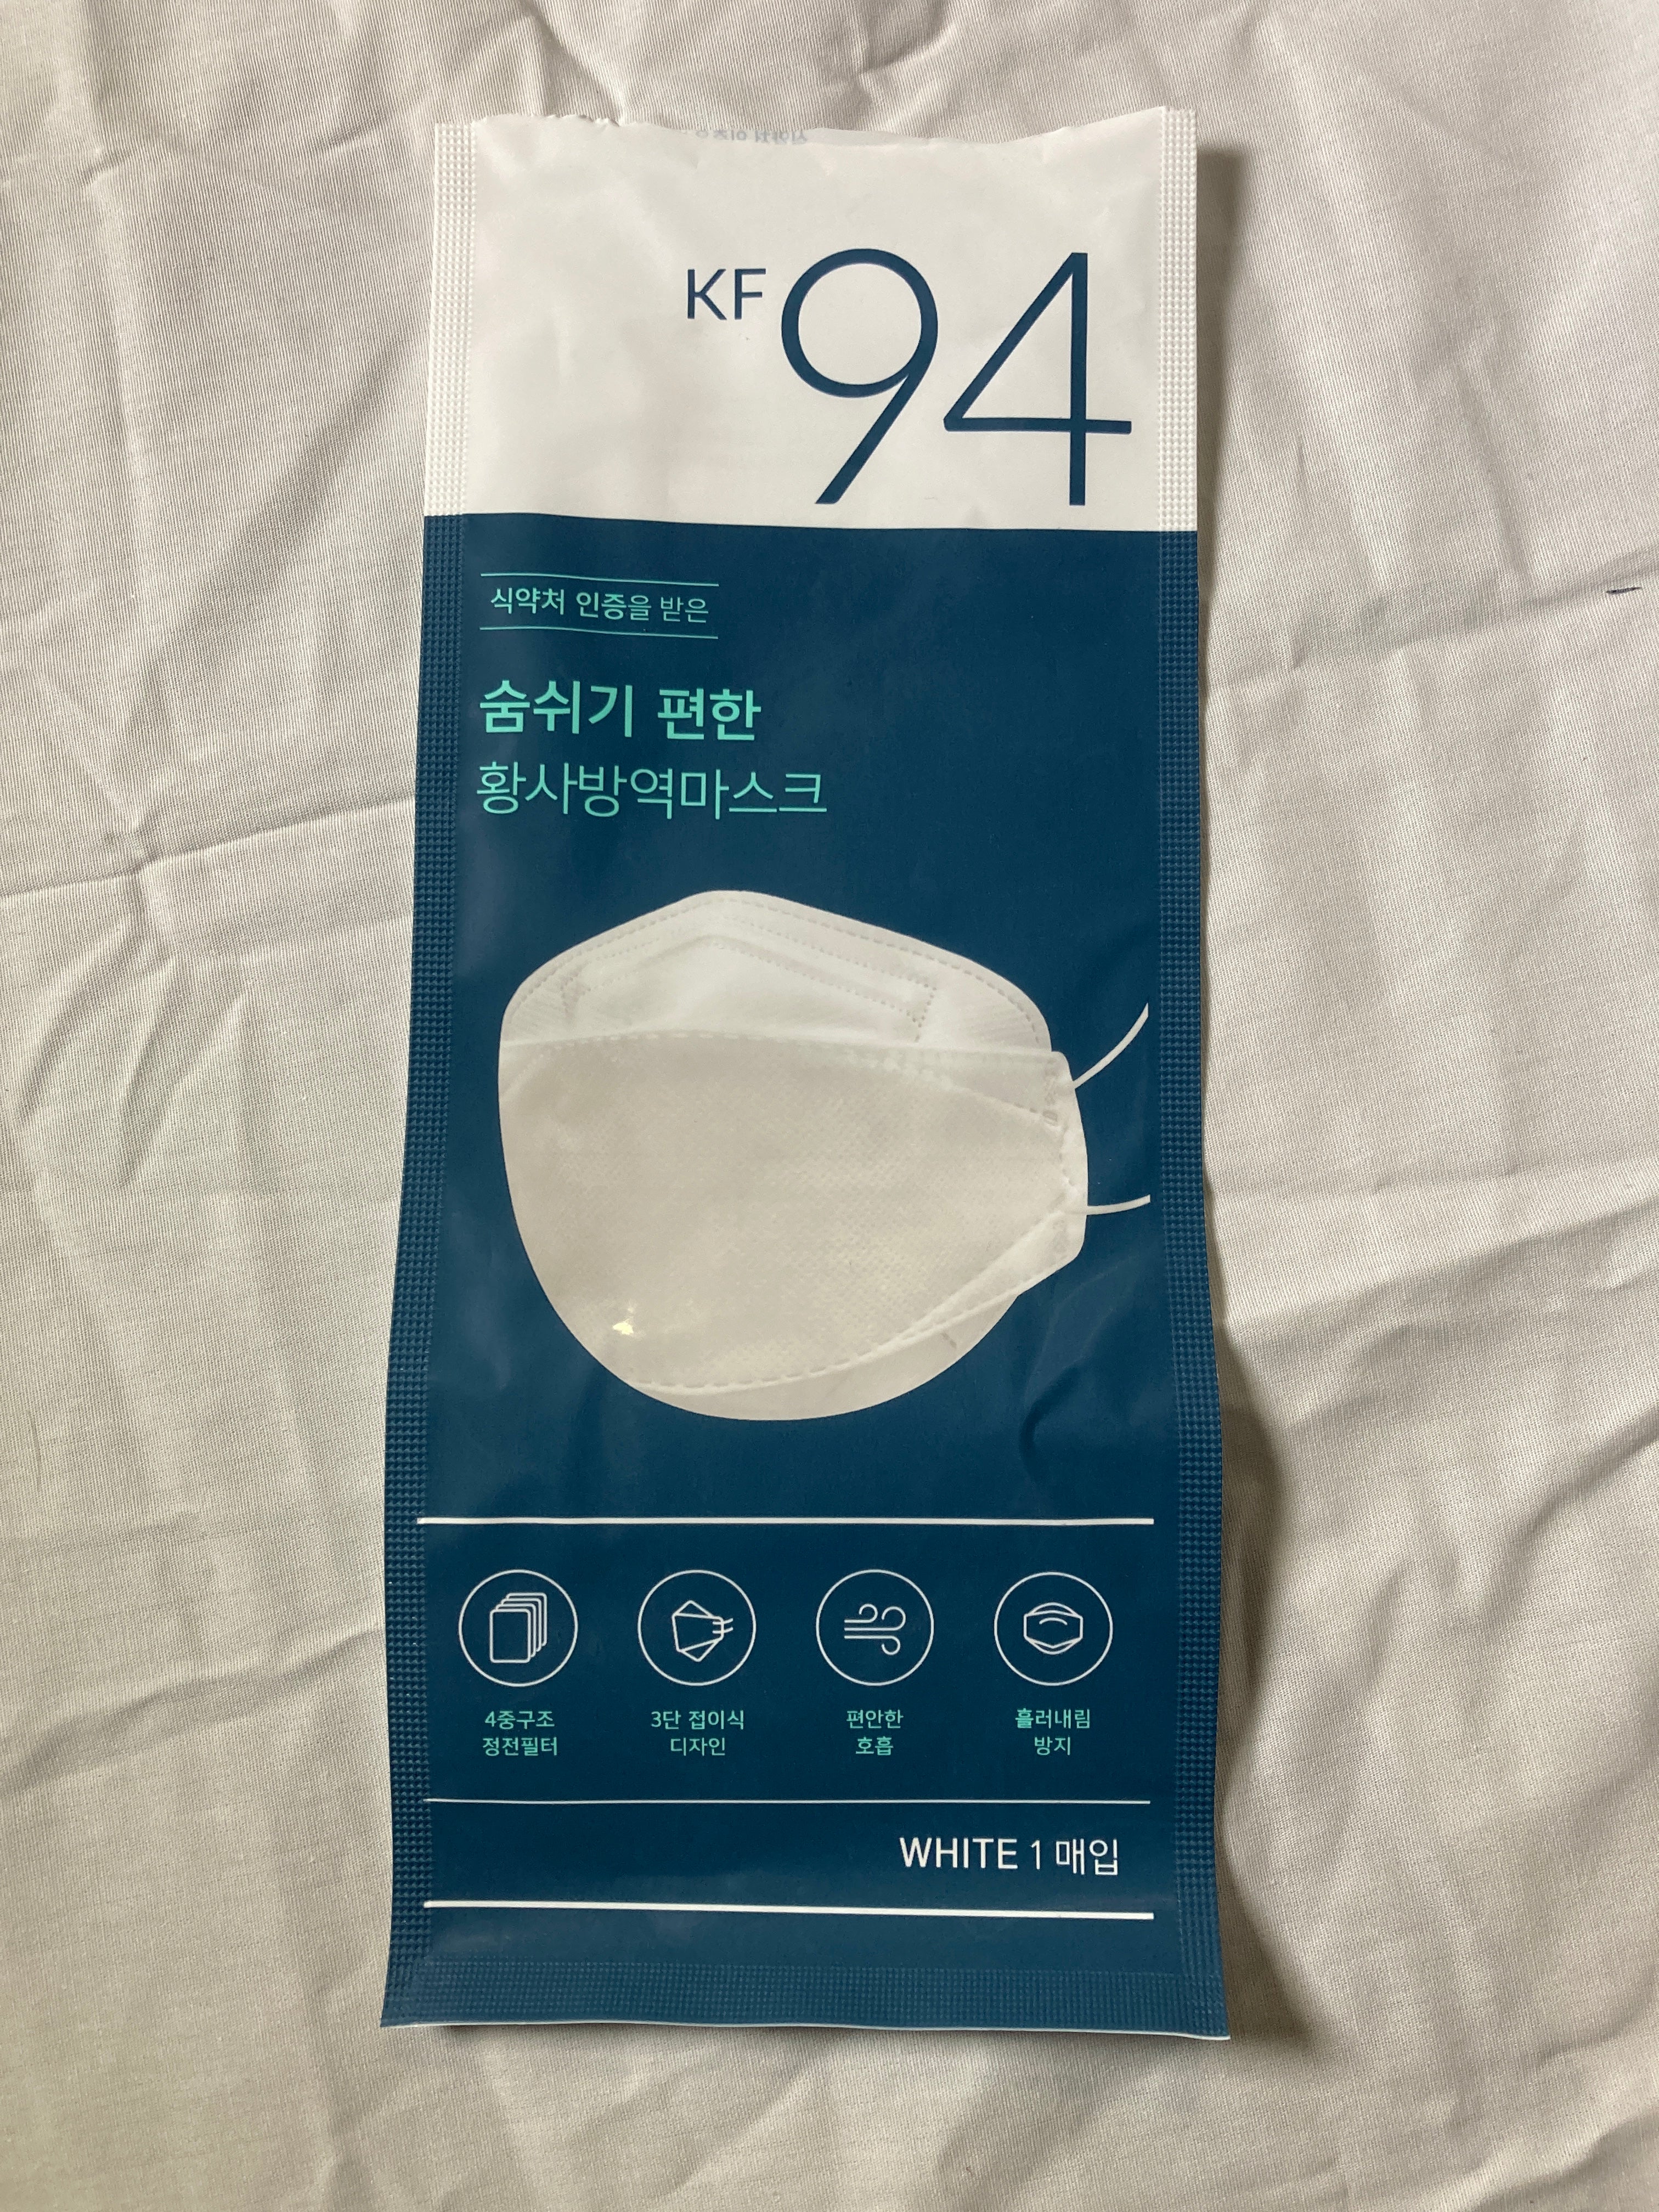 KF94
식약처 인증을 받은
숨쉬기 편한
황사방역마스크
4중구조
정전필터
3단 접이식
디자인
편안한
호흡
흘러내림
방지
WHITE 1 매입